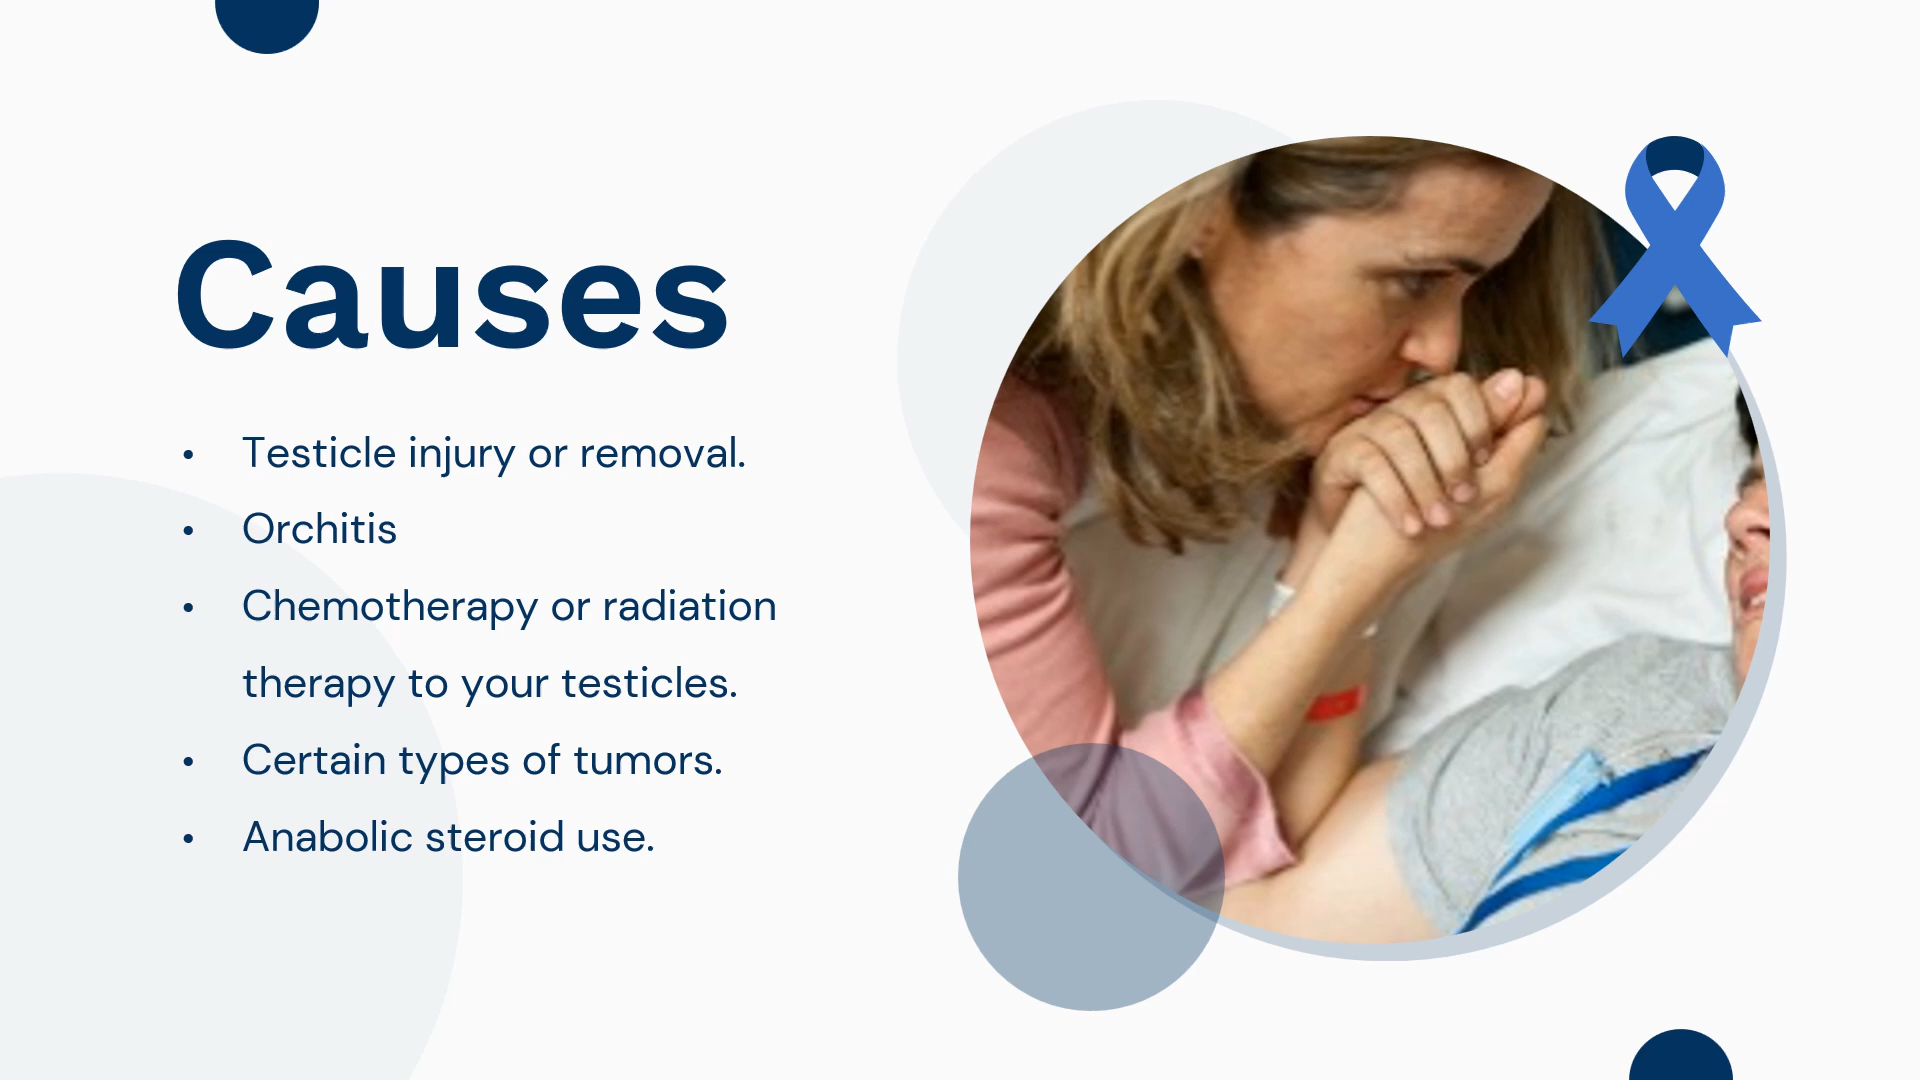 Causes
• Testicle injury or removal.
• Orchitis
• Chemotherapy or radiation
therapy to your testicles.
• Certain types of tumors.
• Anabolic steroid use.